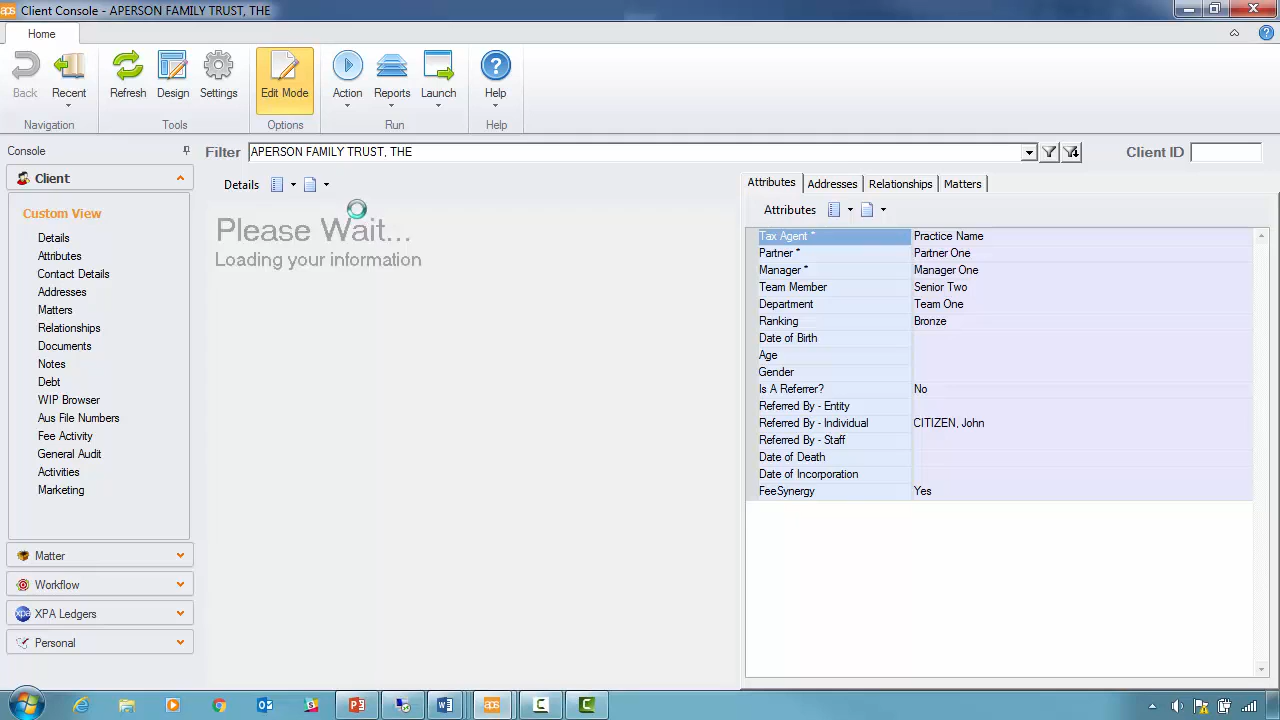 aps Client Console - APERSON FAMILY TRUST, THE
Home
Back
Recent
Refresh
Design
Settings
Edit Mode
Action
Reports
Launch
Help
Navigation
Tools
Options
Run
Help
Console
Filter
APERSON FAMILY TRUST, THE
Client ID
Client
Custom View
Details
Attributes
Contact Details
Addresses
Matters
Relationships
Documents
Notes
Debt
WIP Browser
Aus File Numbers
Fee Activity
General Audit
Activities
Marketing
Matter
Workflow
xpa XPA Ledgers
Personal
Details
Please Wait...
Loading your information
Attributes Addresses Relationships Matters
Attributes
Tax Agent * Practice Name
Partner * Partner One
Manager * Manager One
Team Member Senior Two
Department Team One
Ranking Bronze
Date of Birth
Age
Gender
Is A Referrer? No
Referred By - Entity
Referred By - Individual CITIZEN, John
Referred By - Staff
Date of Death
Date of Incorporation
FeeSynergy Yes
aps